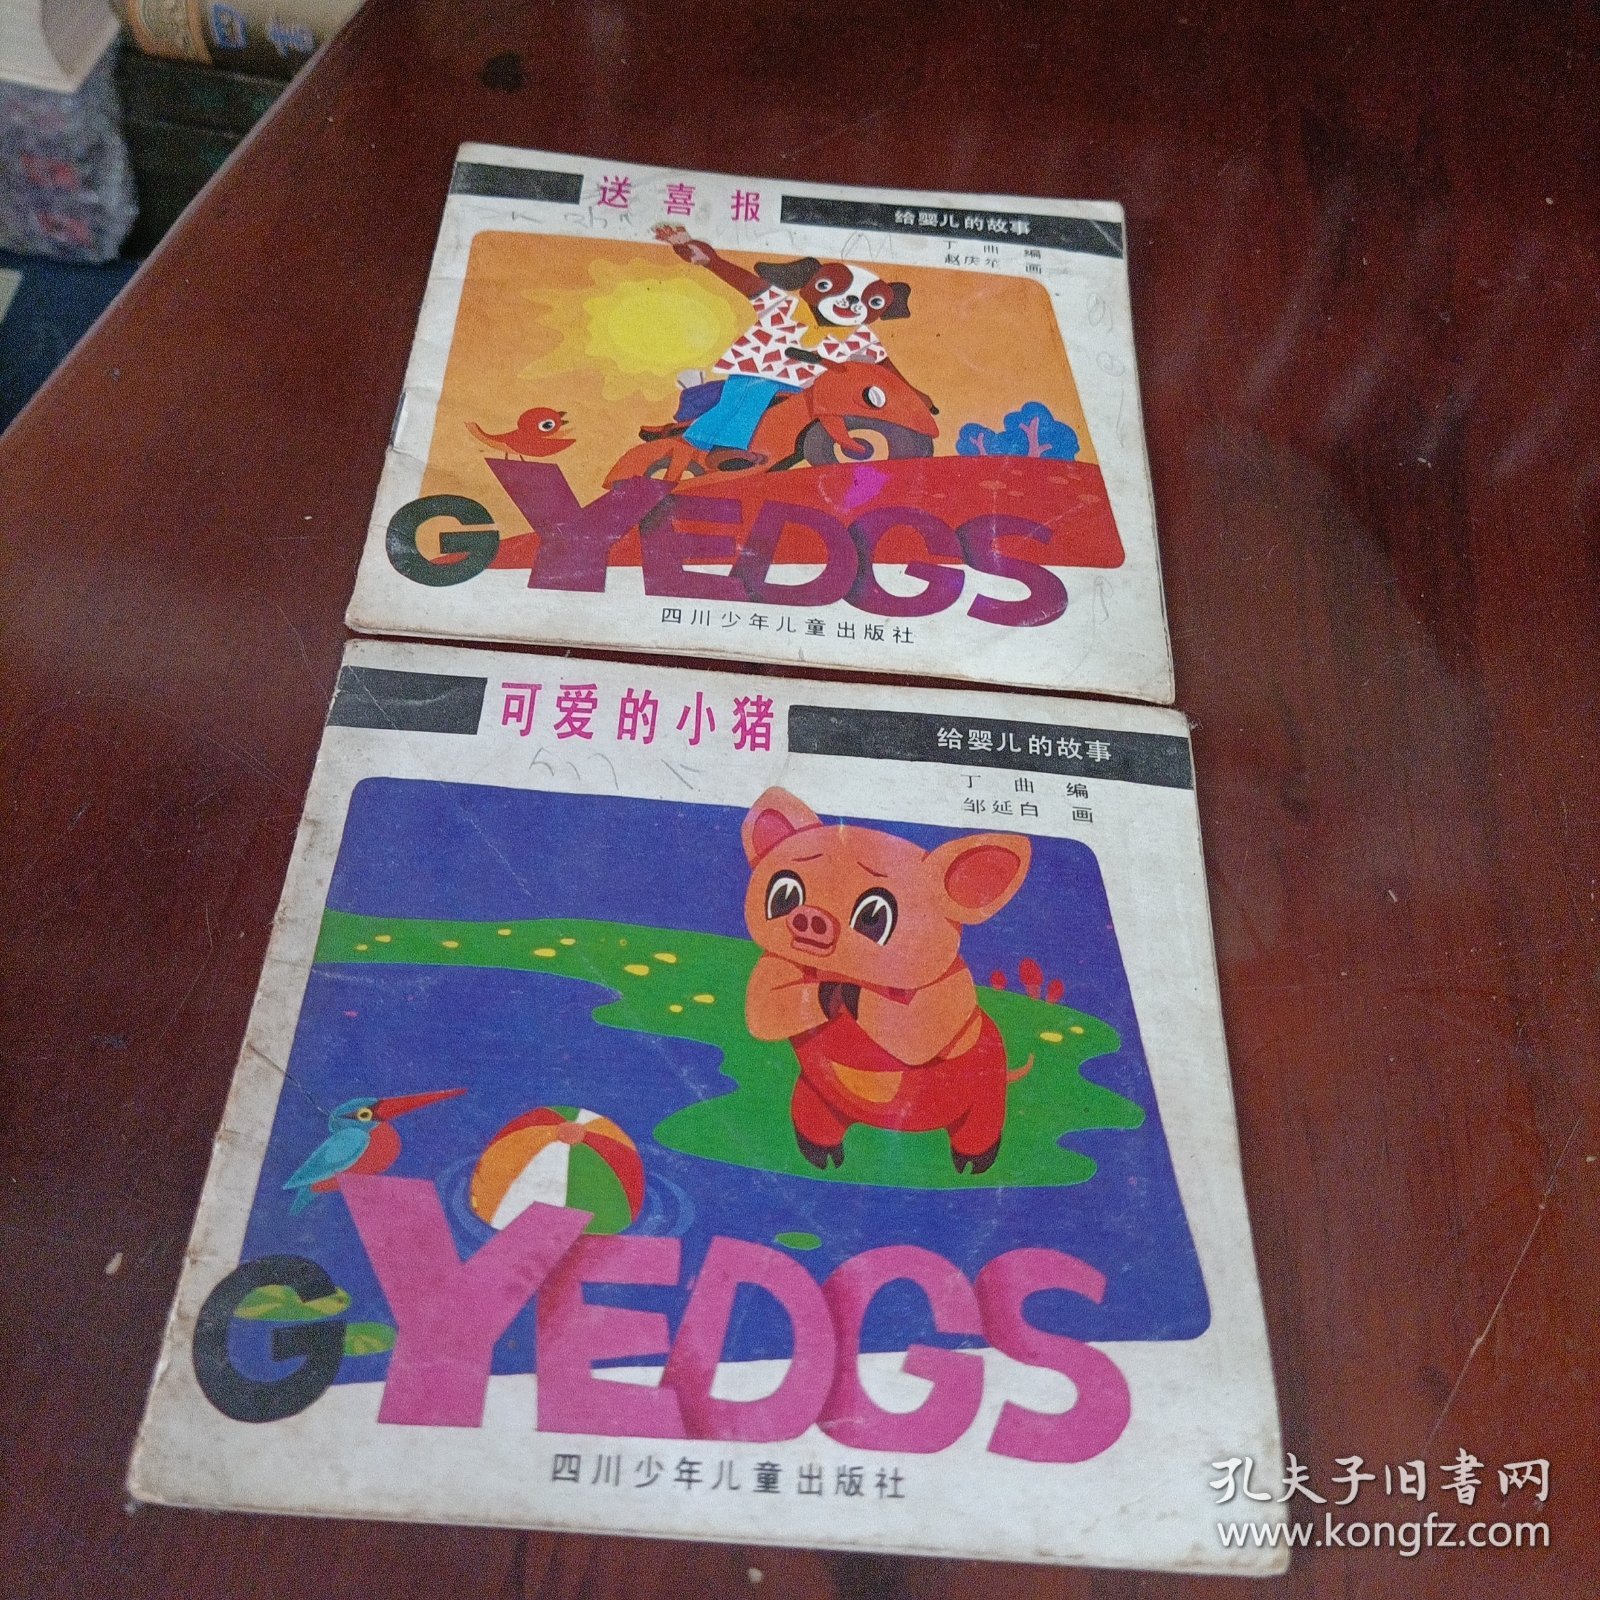 送喜报
给婴儿的故事
丁曲编
画
GYEDGS
四川少年儿童出版社
可爱的小猪
给婴儿的故事
丁曲编
邹延白 画
GYEDGS
四川少年儿童出版社
孔夫子旧书网
www.kongfz.com